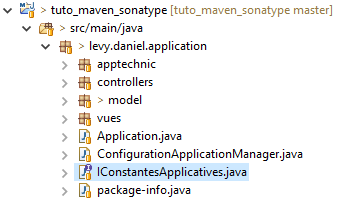 > tuto_maven_sonatype [tuto_maven_sonatype master]
> src/main/java
> levy.daniel.application
apptechnic
controllers
> model
vues
Application.java
ConfigurationApplicationManager.java
IConstantesApplicatives.java
package-info.java